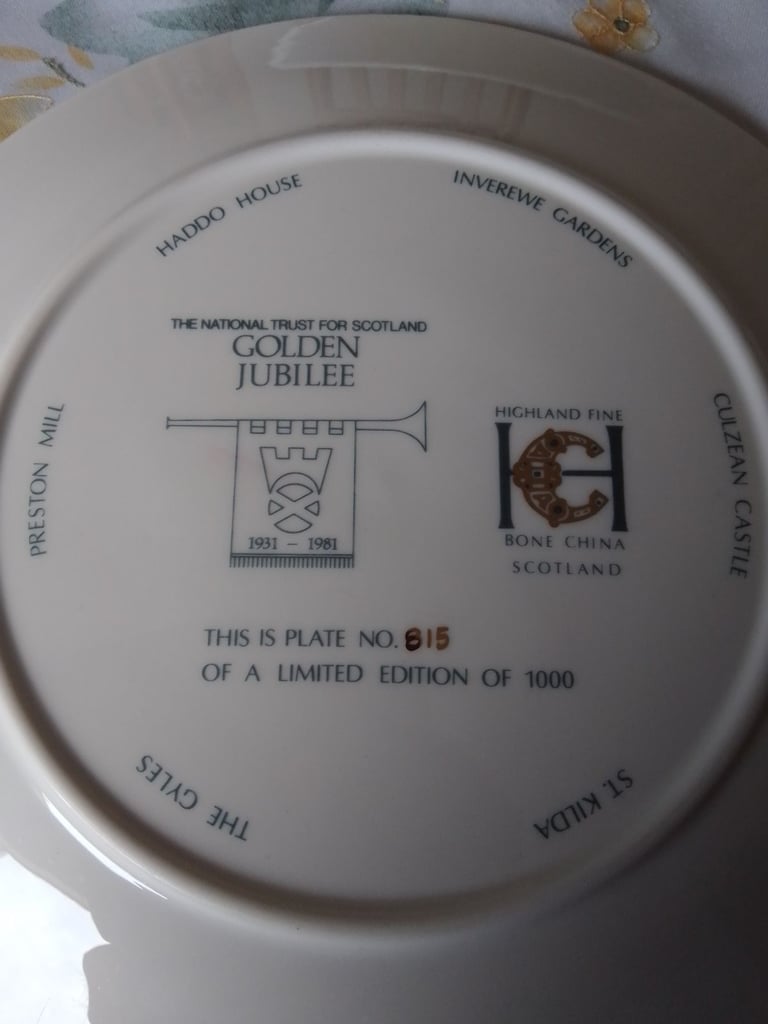 HADDO HOUSE
INVEREWE GARDENS
THE NATIONAL TRUST FOR SCOTLAND
GOLDEN
JUBILEE
1931 – 1981
HIGHLAND FINE
HC
BONE CHINA
SCOTLAND
PRESTON MILL
CULZEAN CASTLE
THIS IS PLATE NO. 815
OF A LIMITED EDITION OF 1000
THE GYLES
ST. KILDA